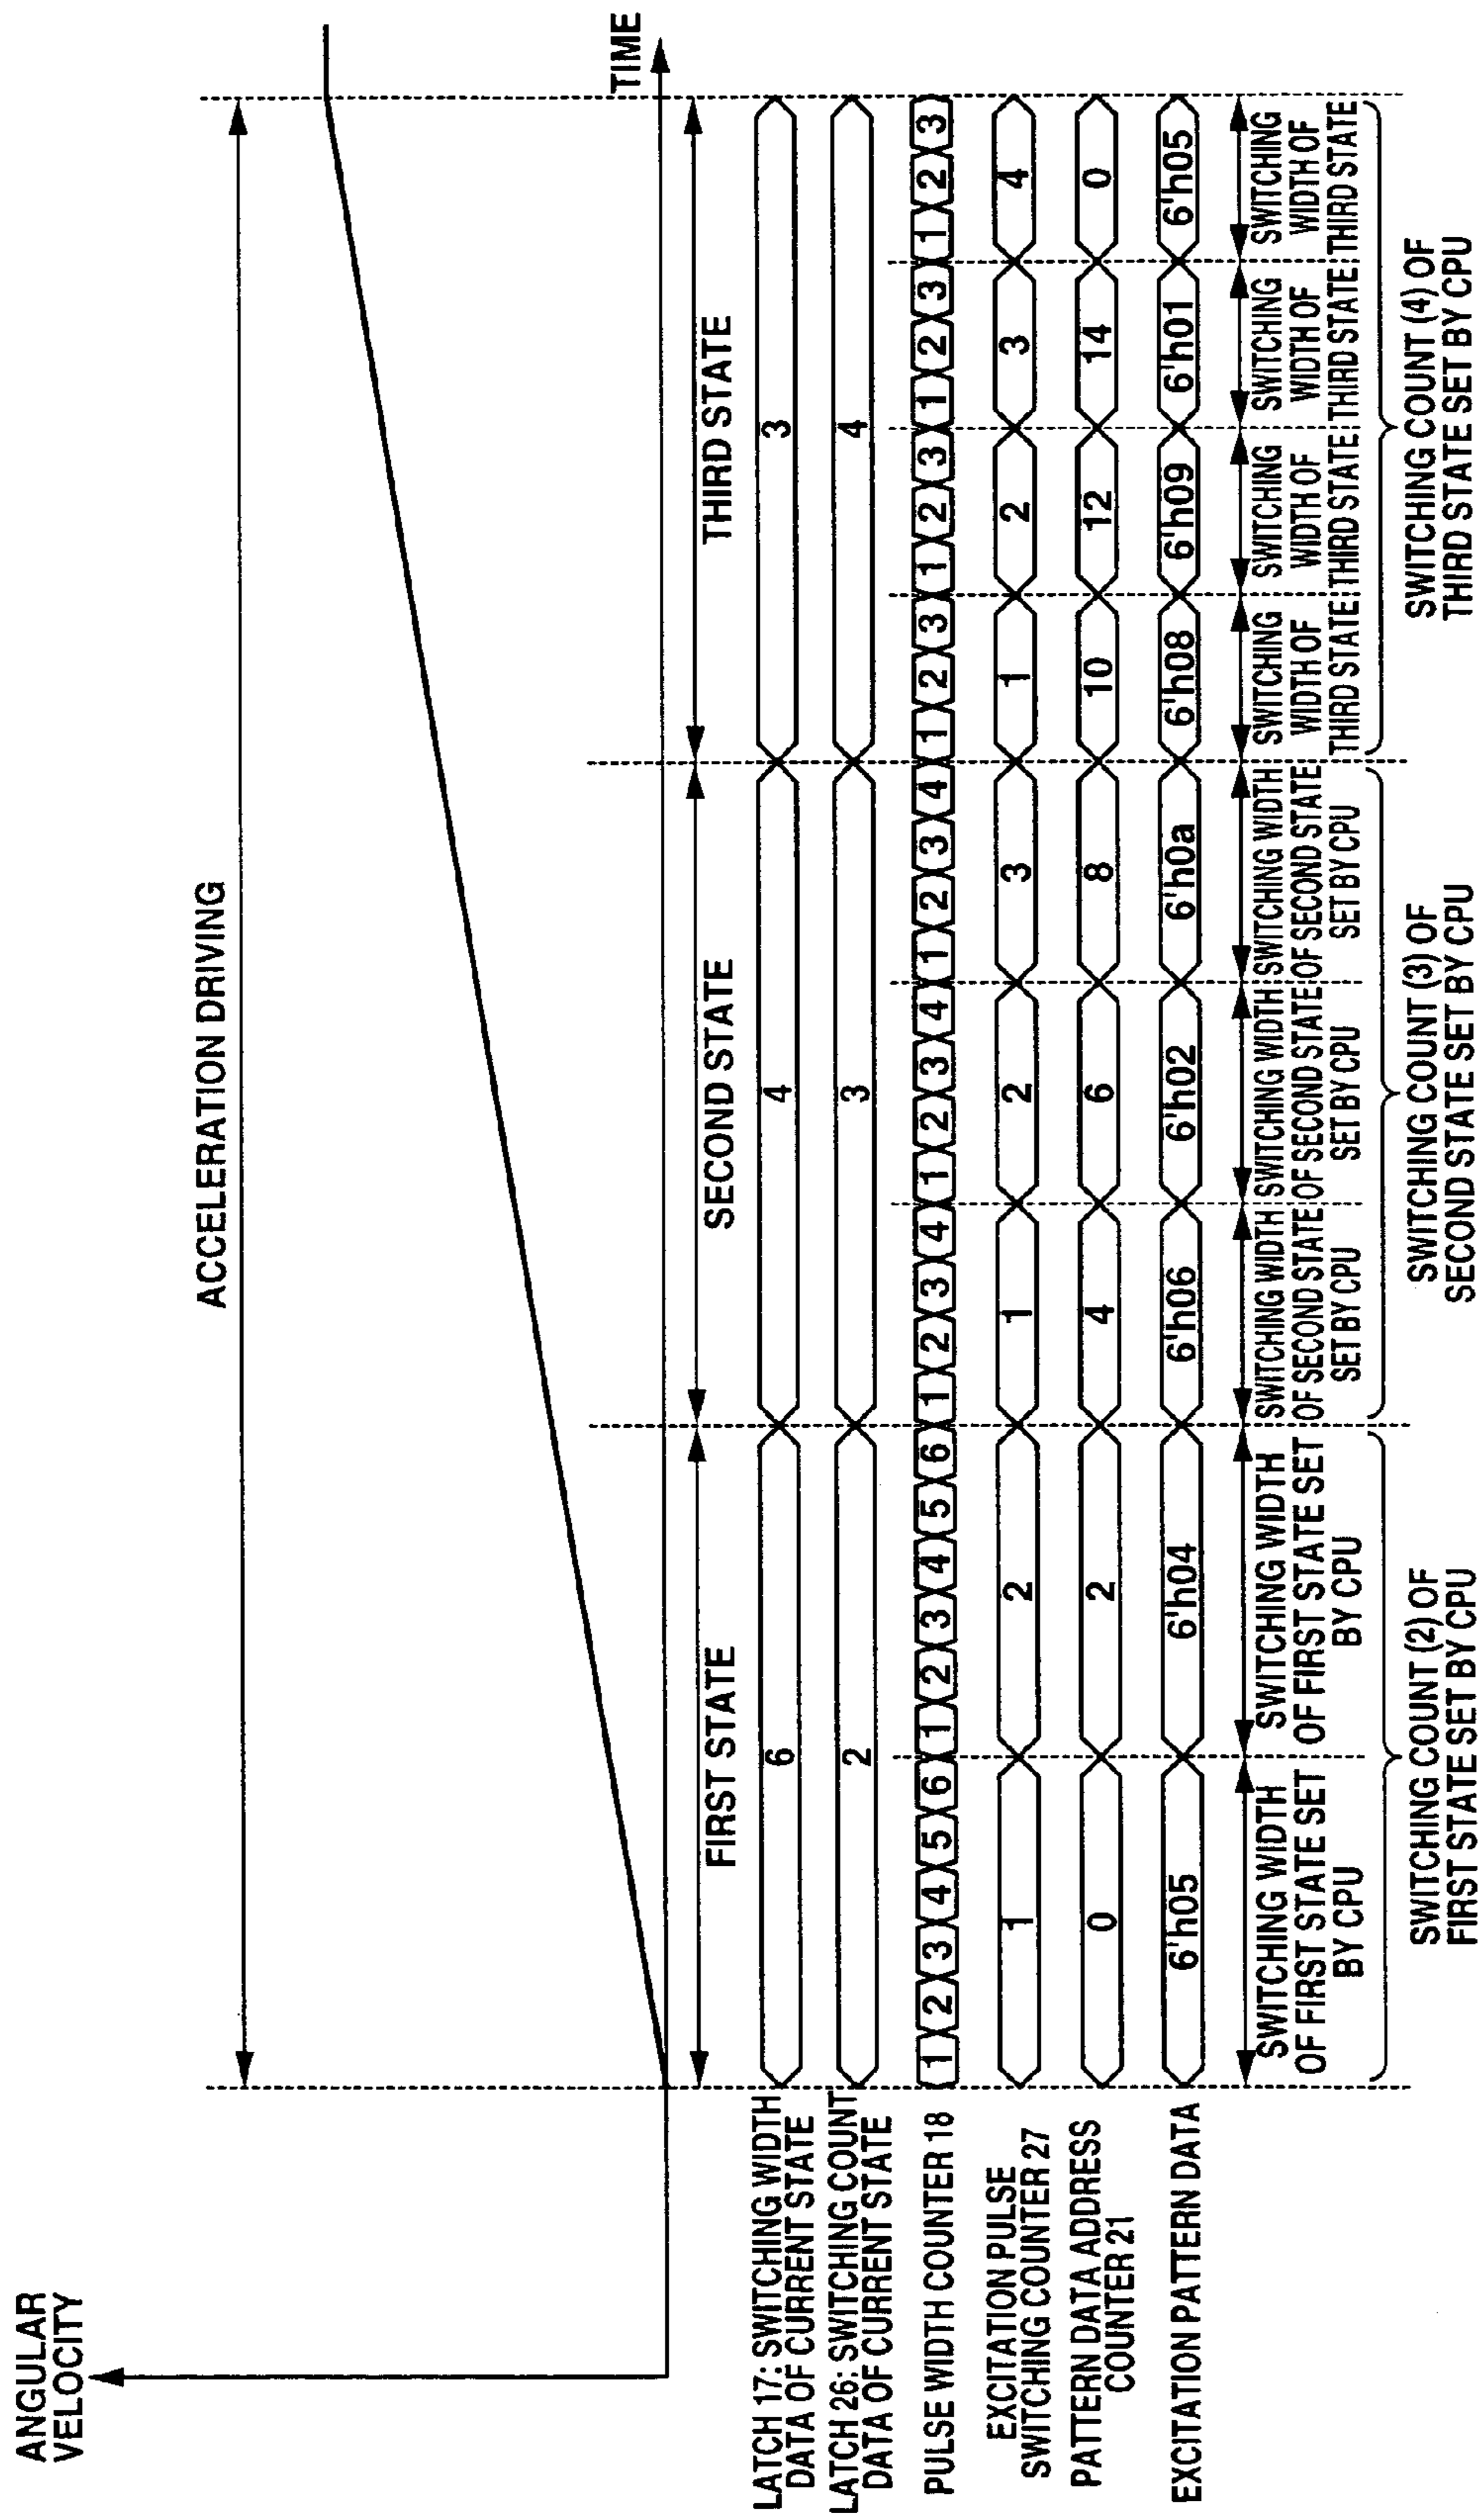 ANGULAR
VELOCITY
ACCELERATION DRIVING
TIME
FIRST STATE
SECOND STATE
THIRD STATE
LATCH 17: SWITCHING WIDTH
DATA OF CURRENT STATE
6
4
3
LATCH 26: SWITCHING COUNT
DATA OF CURRENT STATE
2
3
4
PULSE WIDTH COUNTER 18
1 2 3 4 5 6 1 2 3 4 5 6 1 2 3 4 1 2 3 4 1 2 3 4 1 2 3 1 2 3 1 2 3 1 2 3
EXCITATION PULSE
SWITCHING COUNTER 27
1 2 1 2 3 1 2 3 4
PATTERN DATA ADDRESS
COUNTER 21
0 2 4 6 8 10 12 14 0
EXCITATION PATTERN DATA
6'h05 6'h04 6'h06 6'h02 6'h0a 6'h08 6'h09 6'h01 6'h05
SWITCHING WIDTH
OF FIRST STATE SET
BY CPU
SWITCHING WIDTH
OF FIRST STATE SET
BY CPU
SWITCHING WIDTH
OF SECOND STATE
SET BY CPU
SWITCHING WIDTH
OF SECOND STATE
SET BY CPU
SWITCHING WIDTH
OF SECOND STATE
SET BY CPU
SWITCHING
WIDTH OF
THIRD STATE
SWITCHING
WIDTH OF
THIRD STATE
SWITCHING
WIDTH OF
THIRD STATE
SWITCHING
WIDTH OF
THIRD STATE
SWITCHING COUNT (2) OF
FIRST STATE SET BY CPU
SWITCHING COUNT (3) OF
SECOND STATE SET BY CPU
SWITCHING COUNT (4) OF
THIRD STATE SET BY CPU